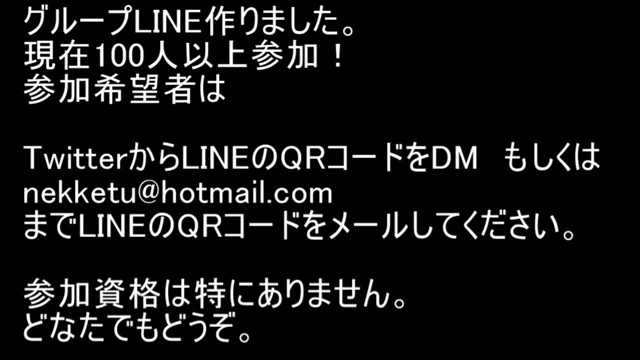 グループLINE作りました。
現在100人以上参加！
参加希望者は
TwitterからLINEのQRコードをDM　もしくは
nekketu@hotmail.com
までLINEのQRコードをメールしてください。
参加資格は特にありません。
どなたでもどうぞ。